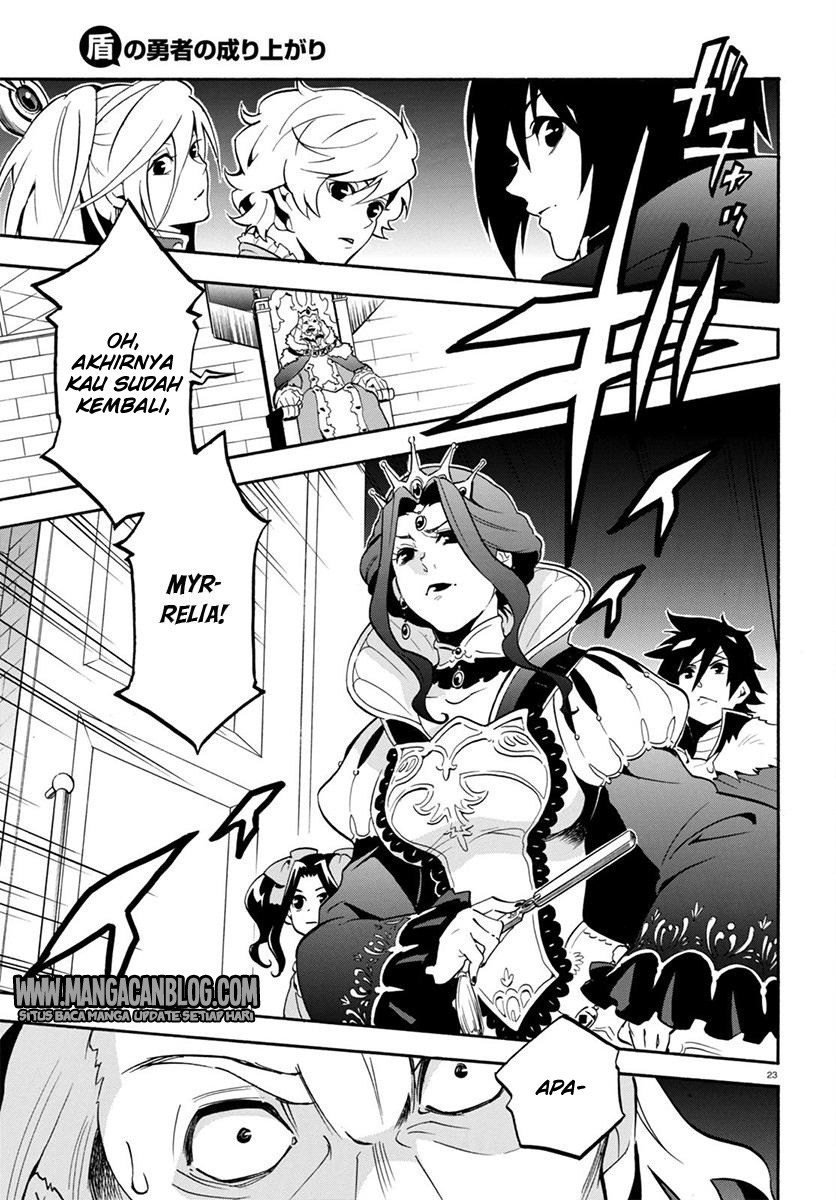 盾の勇者の成り上がり
ガチャッ
OH,
AKHIRNYA
KAU SUDAH
KEMBALI,
MYR-
RELIA!
WWW.MANGACANBLOG.COM
SITUS BACA MANGA UPDATE SETIAP HARI
23
APA-